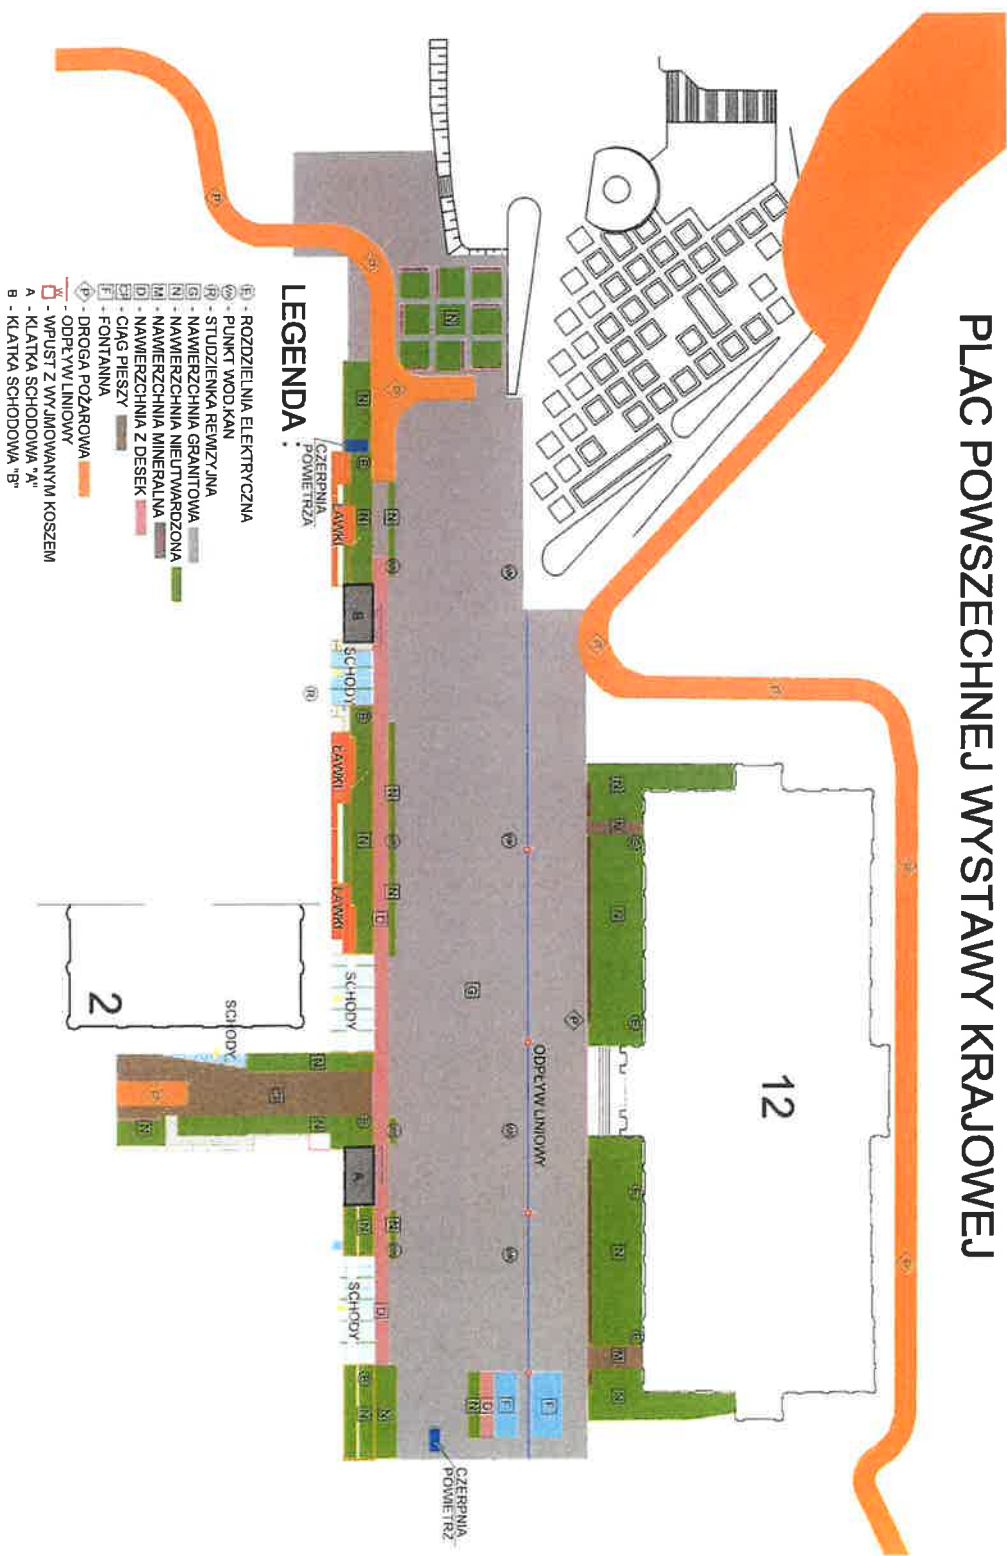 PLAC POWSZECHNEJ WYSTAWY KRAJOWEJ
12
2
ODPŁYW LINIOWY
CZERPNIA
POWIETRZ
CZERPNIA
POWIETRZA
ŁAWKI
SCHODY
ŁAWKI
ŁAWKI
SCHODY
SCHODY
SCHODY
B
A
G
LEGENDA :
E - ROZDZIELNIA ELEKTRYCZNA
W - PUNKT WOD.KAN
R - STUDZIENKA REWIZYJNA
G - NAWIERZCHNIA GRANITOWA
N - NAWIERZCHNIA NIEUTWARDZONA
M - NAWIERZCHNIA MINERALNA
D - NAWIERZCHNIA Z DESEK
CP - CIĄG PIESZY
F - FONTANNA
P - DROGA POŻAROWA
- ODPŁYW LINIOWY
W - WPUST Z WYJMOWANYM KOSZEM
A - KLATKA SCHODOWA "A"
B - KLATKA SCHODOWA "B"